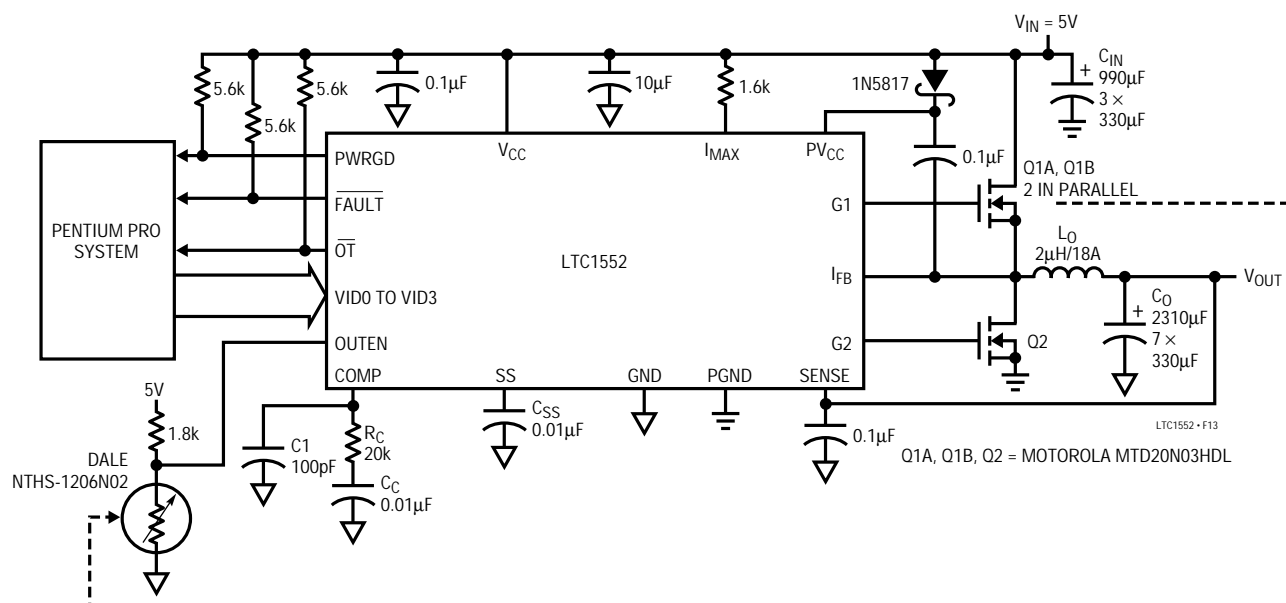 VIN = 5V
5.6k
5.6k
5.6k
0.1µF
10µF
1.6k
1N5817
+
CIN
990µF
3 ×
330µF
PENTIUM PRO
SYSTEM
PWRGD
FAULT
OT
VID0 TO VID3
OUTEN
COMP
VCC
IMAX
PVCC
LTC1552
G1
IFB
G2
SS
GND
PGND
SENSE
0.1µF
Q1A, Q1B
2 IN PARALLEL
LO
2µH/18A
VOUT
+
CO
2310µF
7 ×
330µF
Q2
5V
1.8k
DALE
NTHS-1206N02
C1
100pF
RC
20k
CC
0.01µF
CSS
0.01µF
0.1µF
LTC1552 • F13
Q1A, Q1B, Q2 = MOTOROLA MTD20N03HDL